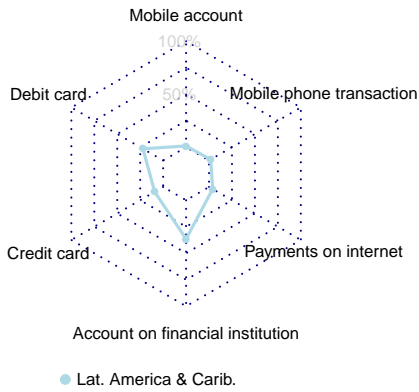 Mobile account
100%
Debit card
50%
Mobile phone transaction
Credit card
Payments on internet
Account on financial institution
Lat. America & Carib.